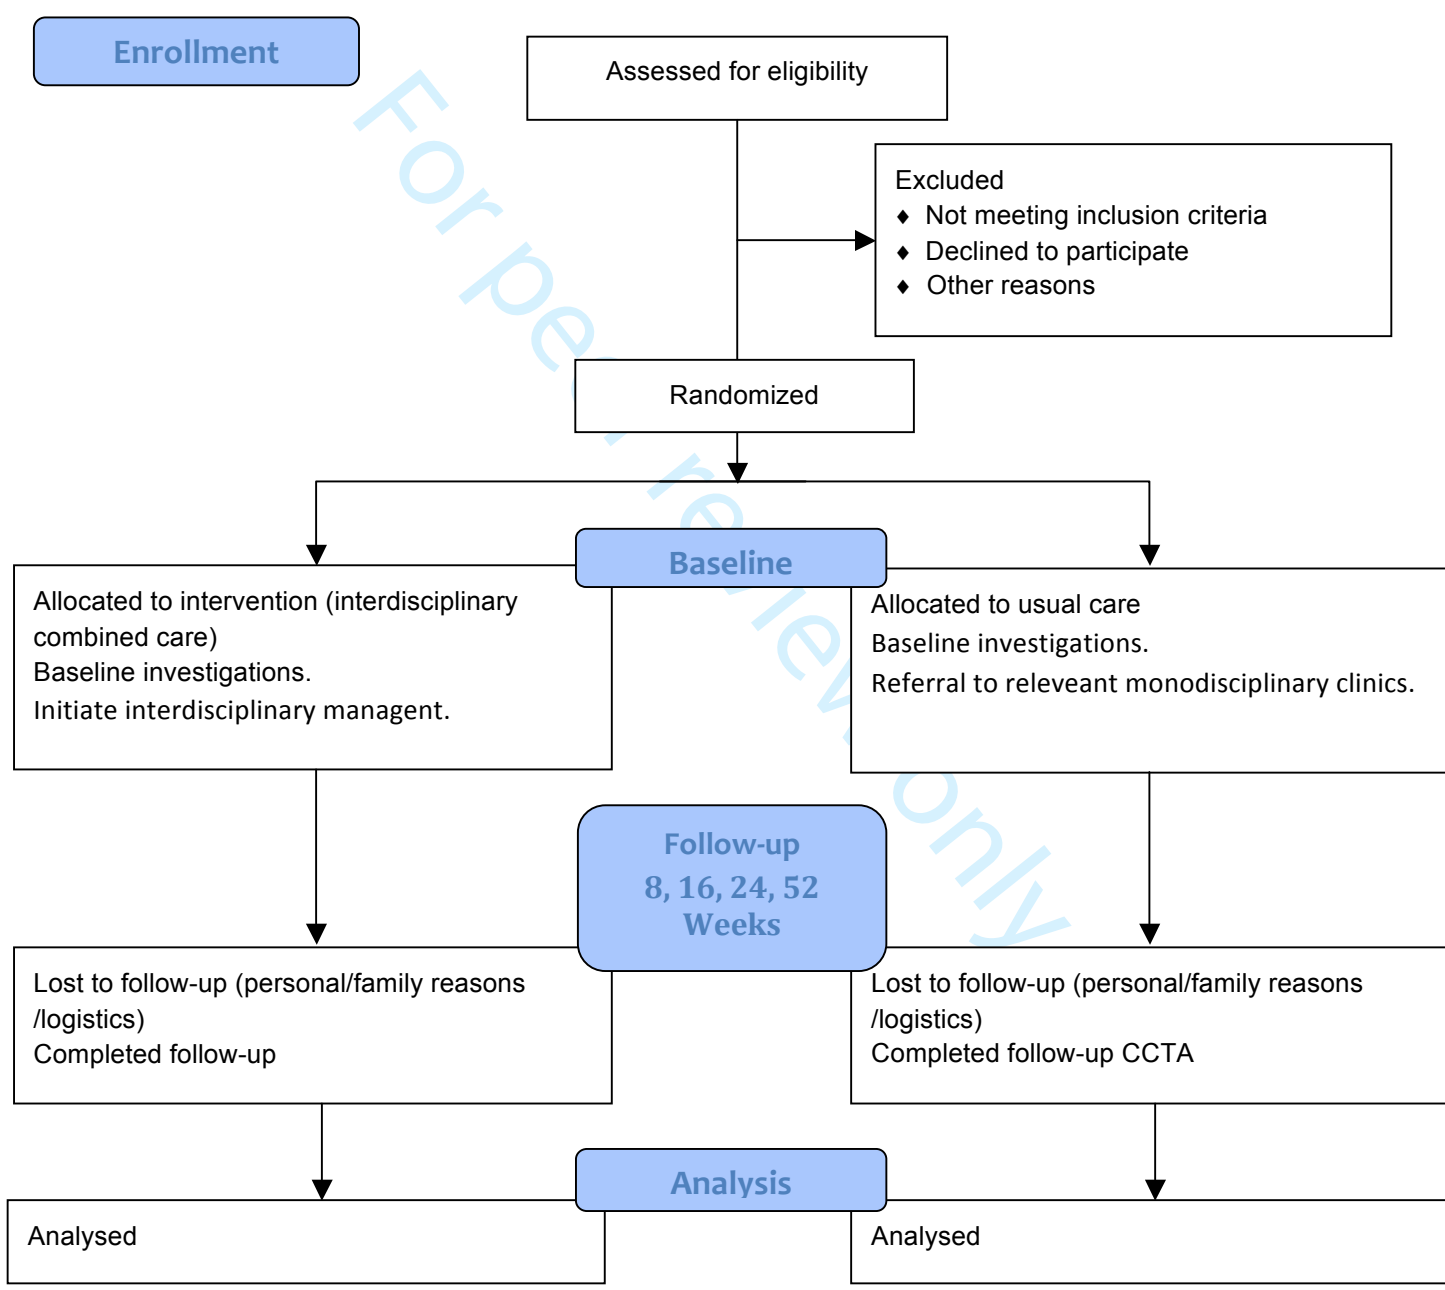 Enrollment
Assessed for eligibility
Excluded
♦ Not meeting inclusion criteria
♦ Declined to participate
♦ Other reasons
Randomized
Baseline
Allocated to intervention (interdisciplinary
combined care)
Baseline investigations.
Initiate interdisciplinary managent.
Allocated to usual care
Baseline investigations.
Referral to releveant monodisciplinary clinics.
Follow-up
8, 16, 24, 52
Weeks
Lost to follow-up (personal/family reasons
/logistics)
Completed follow-up
Lost to follow-up (personal/family reasons
/logistics)
Completed follow-up CCTA
Analysis
Analysed
Analysed
For peer review only